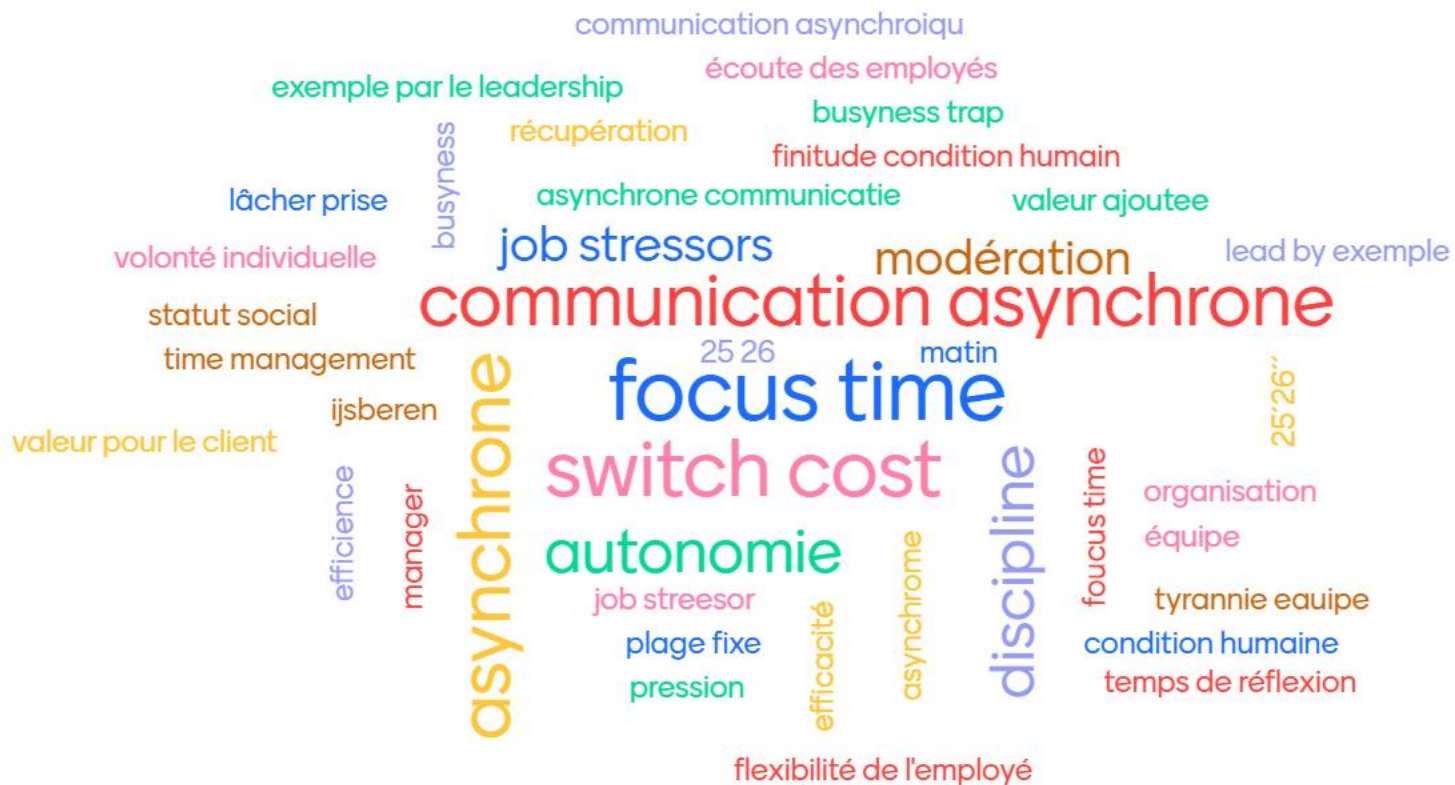 communication asynchroiqu
écoute des employés
exemple par le leadership
busyness trap
récupération
busyness
finitude condition humain
lâcher prise
asynchrone communicatie
valeur ajoutee
job stressors
modération
lead by exemple
volonté individuelle
communication asynchrone
statut social
25 26
matin
time management
focus time
asynchrone
25´26´´
ijsberen
valeur pour le client
switch cost
discipline
foucus time
efficience
manager
organisation
équipe
autonomie
asynchrome
job streesor
tyrannie eauipe
efficacité
plage fixe
condition humaine
pression
temps de réflexion
flexibilité de l'employé